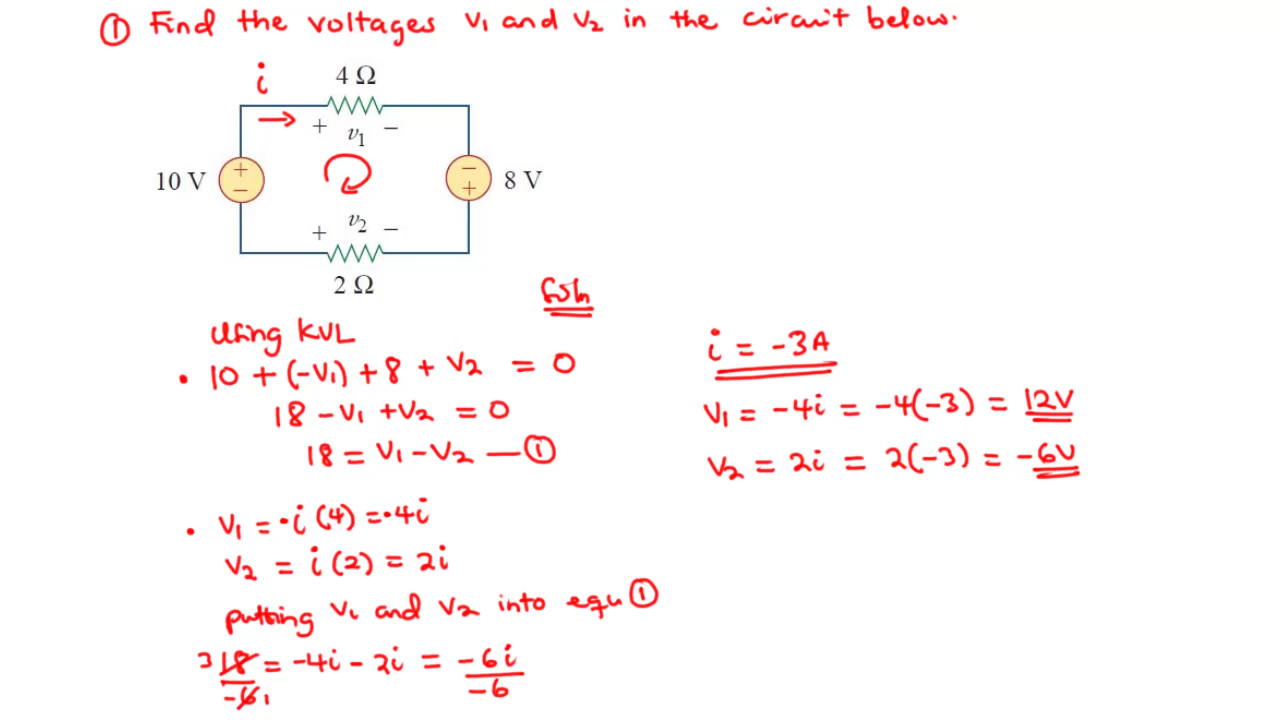 ① Find the voltages V₁ and V₂ in the circuit below.
i
4 Ω
+ v₁ −
10 V
+
−
−
+
8 V
+ v₂ −
2 Ω
Soln
Using KVL
• 10 + (-V₁) + 8 + V₂ = 0
18 - V₁ + V₂ = 0
18 = V₁ - V₂ — ①
• V₁ = -i (4) = -4i
V₂ = i (2) = 2i
putting V₁ and V₂ into equ ①
3 18/-6 1 = -4i - 2i = -6i/-6
i = -3A
V₁ = -4i = -4(-3) = 12V
V₂ = 2i = 2(-3) = -6V